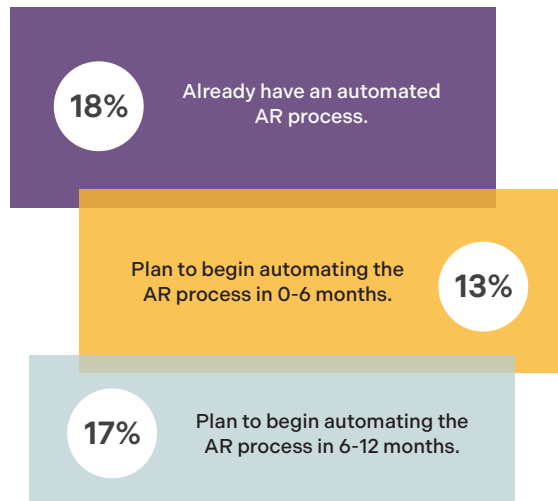 18%
Already have an automated
AR process.
Plan to begin automating the
AR process in 0-6 months.
13%
17%
Plan to begin automating the
AR process in 6-12 months.